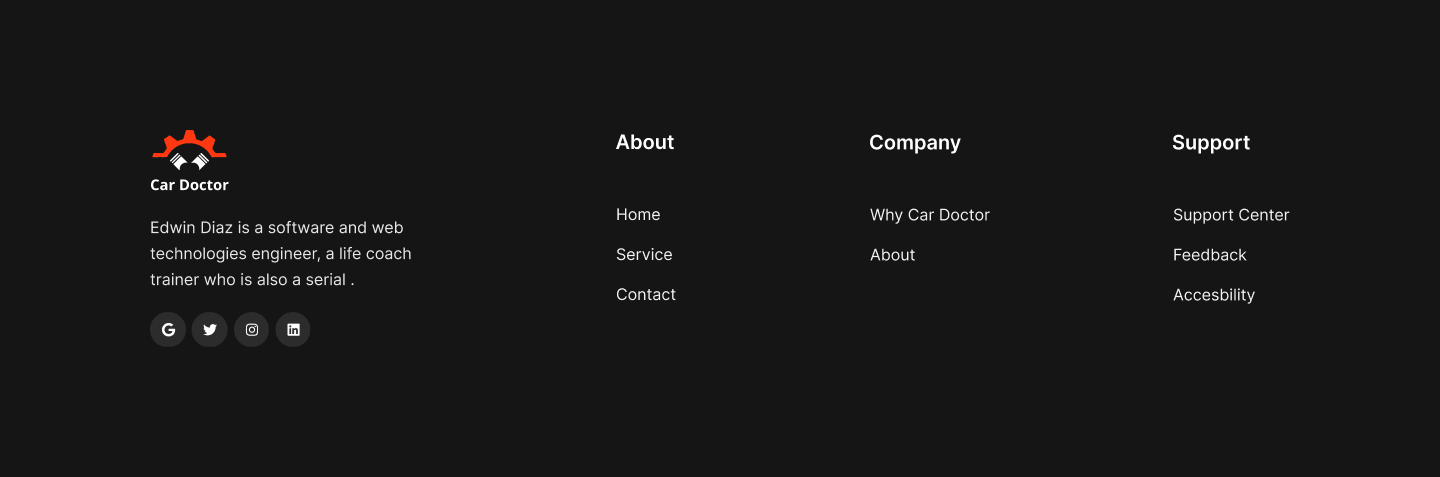 Car Doctor
Edwin Diaz is a software and web
technologies engineer, a life coach
trainer who is also a serial .
About
Home
Service
Contact
Company
Why Car Doctor
About
Support
Support Center
Feedback
Accesbility